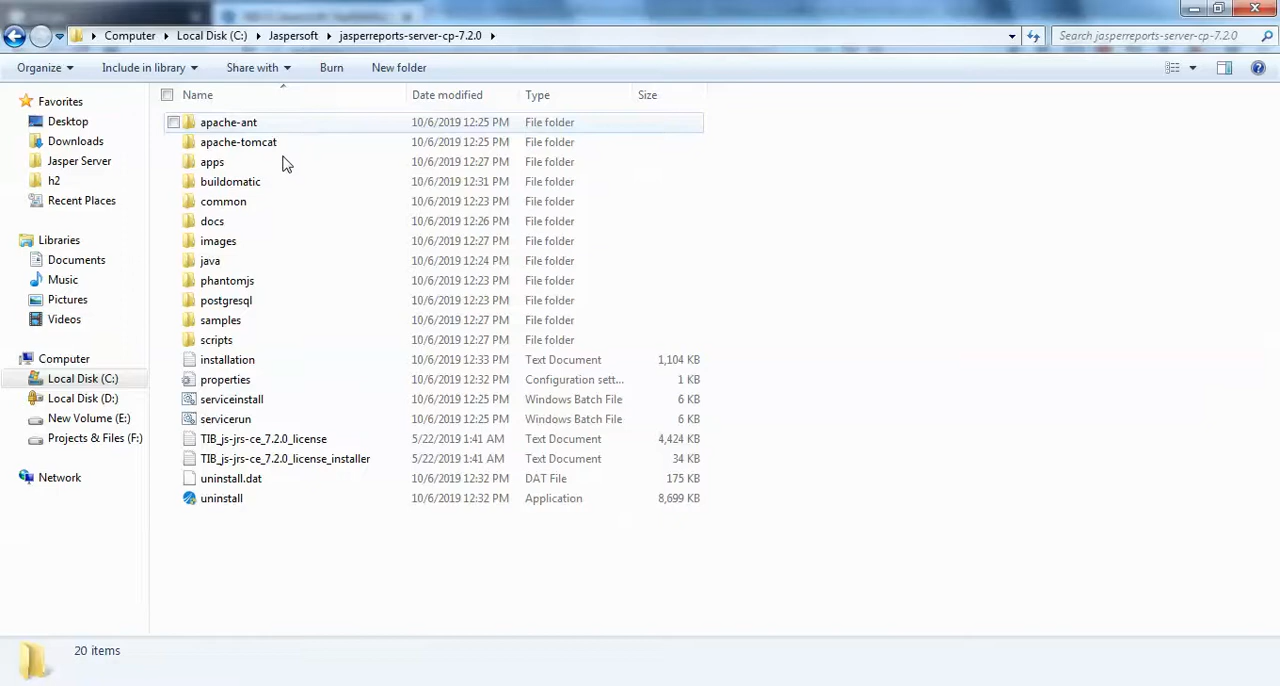 Computer Local Disk (C:) Jaspersoft jasperreports-server-cp-7.2.0 Search jasperreports-server-cp-7.2.0
Organize Include in library Share with Burn New folder
Name Date modified Type Size
Favorites
Desktop
Downloads
Jasper Server
h2
Recent Places
Libraries
Documents
Music
Pictures
Videos
Computer
Local Disk (C:)
Local Disk (D:)
New Volume (E:)
Projects & Files (F:)
Network
apache-ant 10/6/2019 12:25 PM File folder
apache-tomcat 10/6/2019 12:25 PM File folder
apps 10/6/2019 12:27 PM File folder
buildomatic 10/6/2019 12:31 PM File folder
common 10/6/2019 12:23 PM File folder
docs 10/6/2019 12:26 PM File folder
images 10/6/2019 12:27 PM File folder
java 10/6/2019 12:24 PM File folder
phantomjs 10/6/2019 12:23 PM File folder
postgresql 10/6/2019 12:23 PM File folder
samples 10/6/2019 12:27 PM File folder
scripts 10/6/2019 12:27 PM File folder
installation 10/6/2019 12:33 PM Text Document 1,104 KB
properties 10/6/2019 12:32 PM Configuration sett... 1 KB
serviceinstall 10/6/2019 12:25 PM Windows Batch File 6 KB
servicerun 10/6/2019 12:25 PM Windows Batch File 6 KB
TIB_js-jrs-ce_7.2.0_license 5/22/2019 1:41 AM Text Document 4,424 KB
TIB_js-jrs-ce_7.2.0_license_installer 5/22/2019 1:41 AM Text Document 34 KB
uninstall.dat 10/6/2019 12:32 PM DAT File 175 KB
uninstall 10/6/2019 12:32 PM Application 8,699 KB
20 items